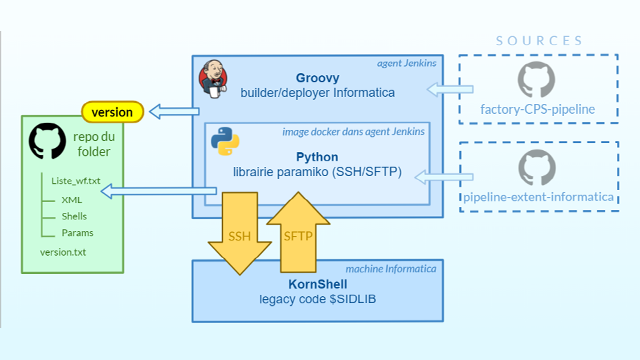 SOURCES
agent Jenkins
Groovy
builder/deployer Informatica
factory-CPS-pipeline
version
image docker dans agent Jenkins
Python
librairie paramiko (SSH/SFTP)
pipeline-extent-informatica
repo du
folder
Liste_wf.txt
XML
Shells
Params
version.txt
SSH
SFTP
machine Informatica
KornShell
legacy code $SIDLIB